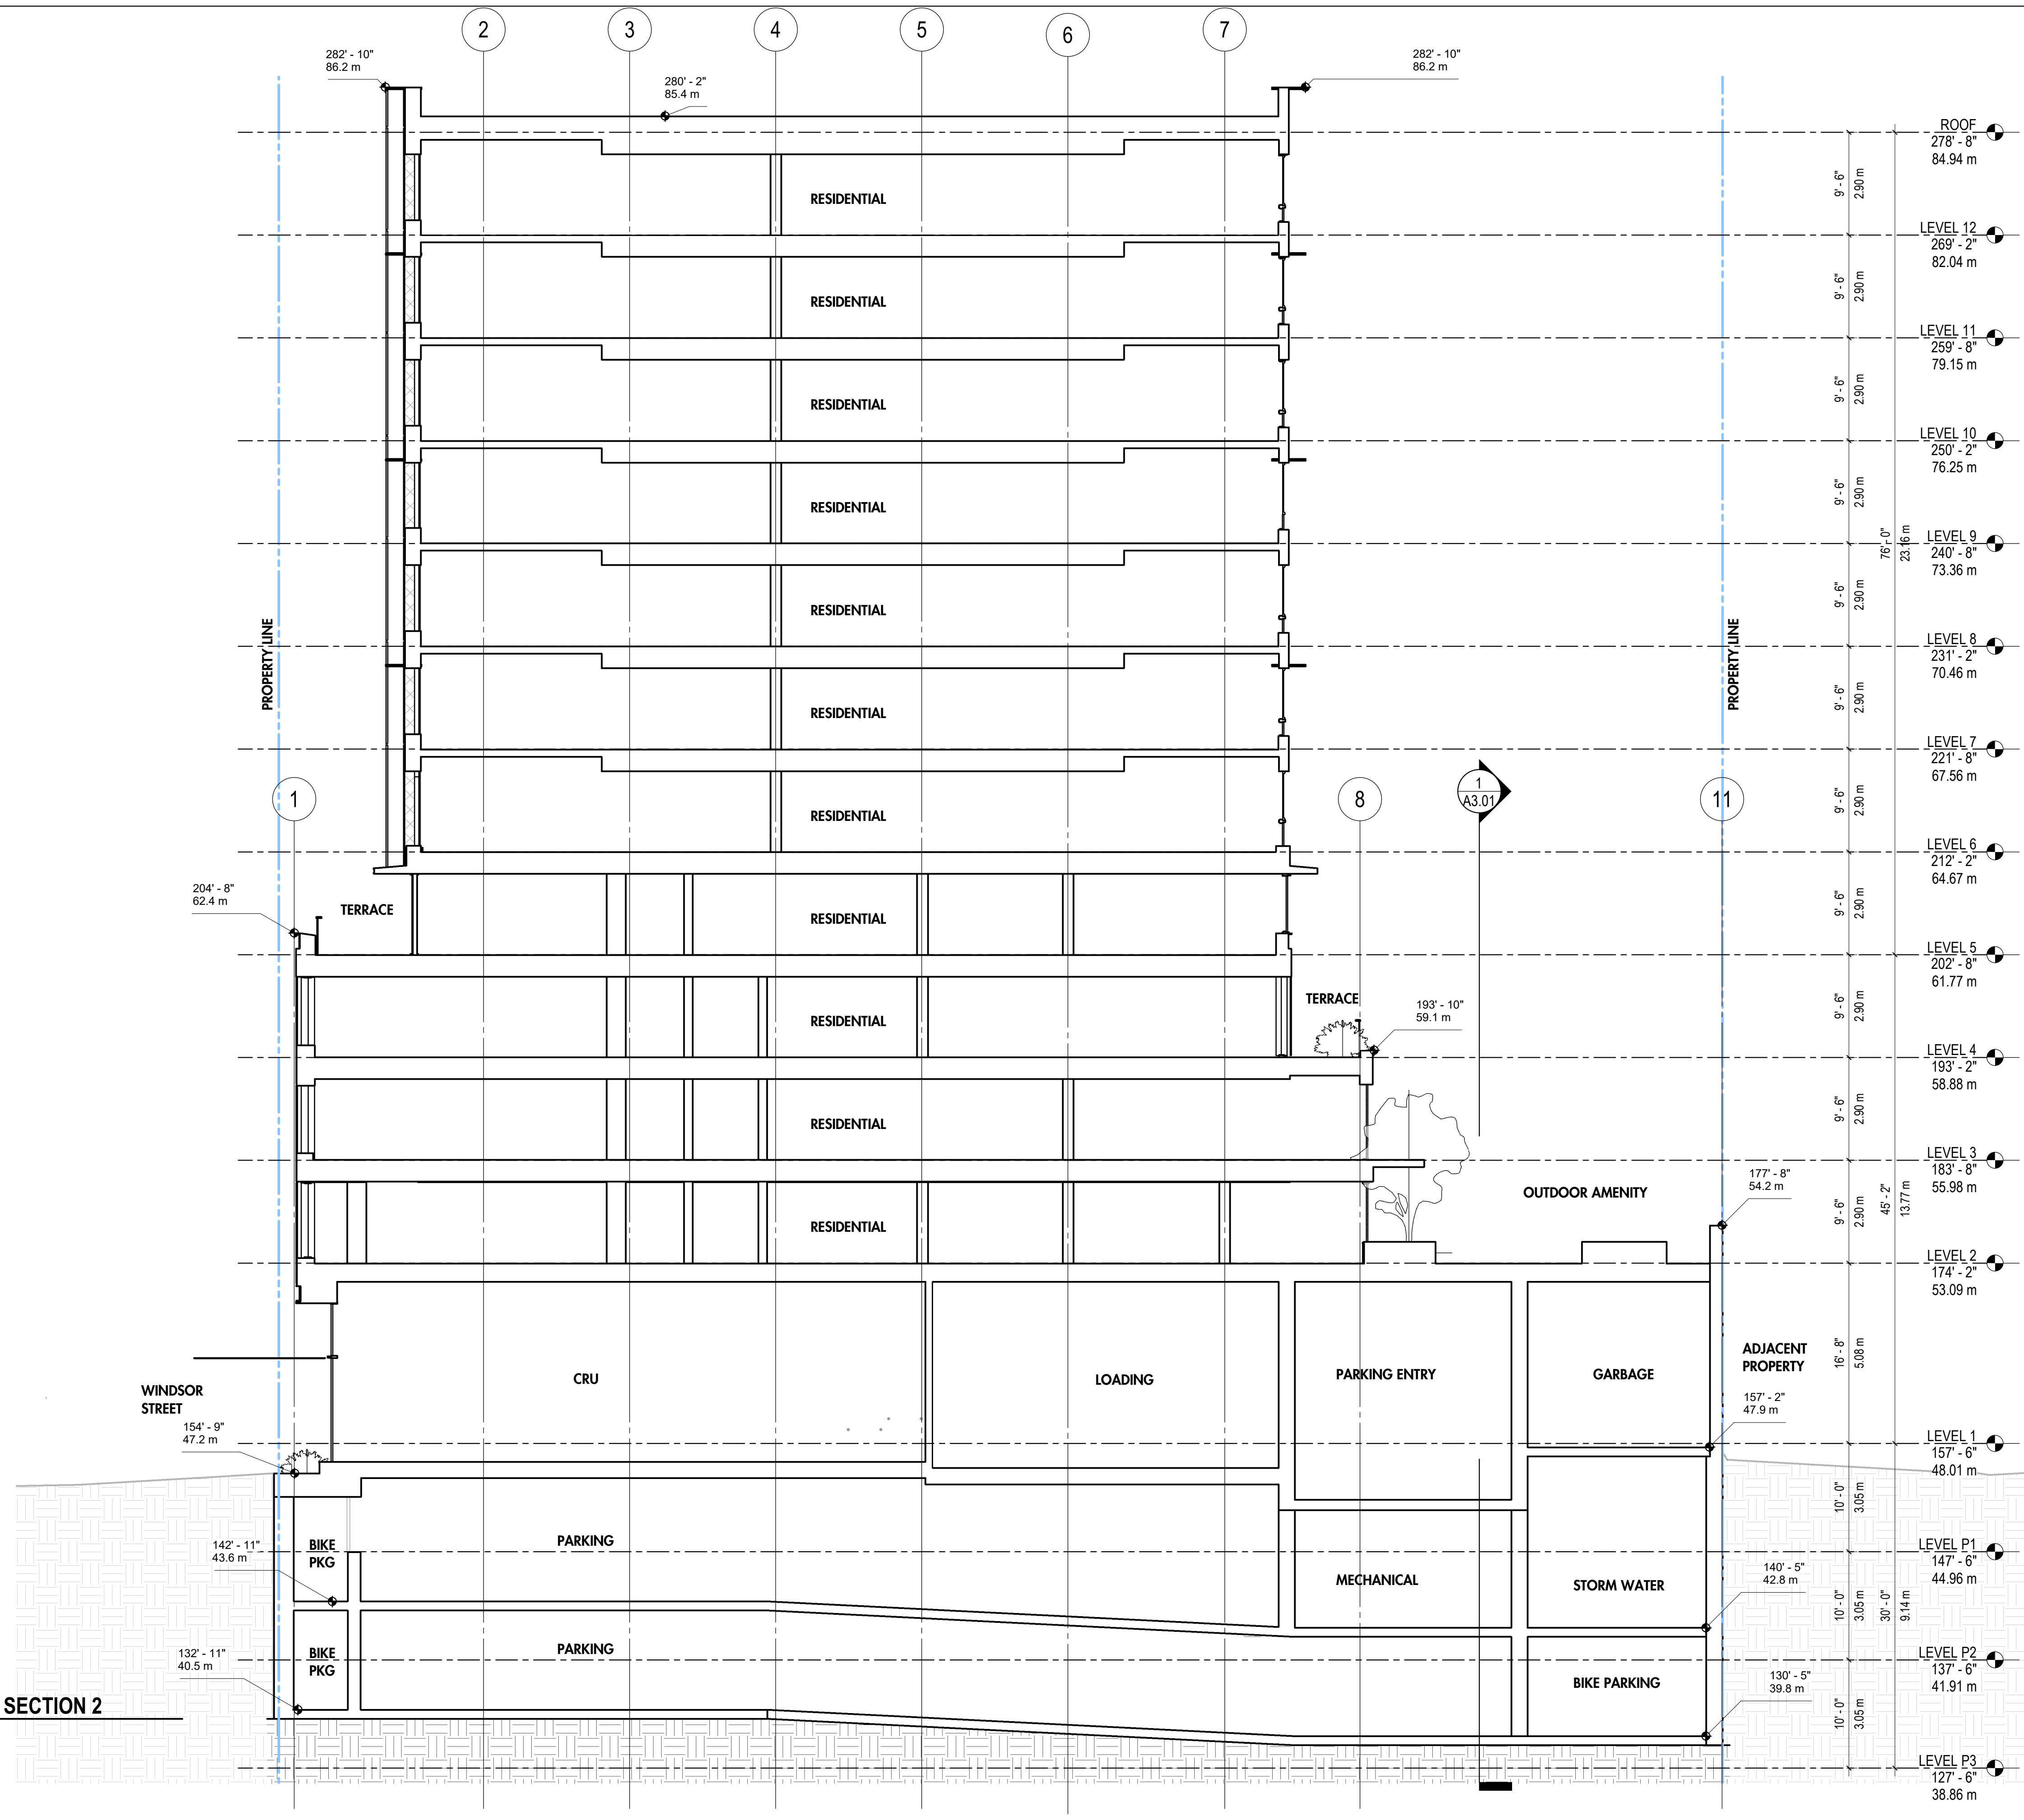 2
3
4
5
6
7
282' - 10"
86.2 m
280' - 2"
85.4 m
282' - 10"
86.2 m
ROOF
278' - 8"
84.94 m
9' - 6"
2.90 m
RESIDENTIAL
LEVEL 12
269' - 2"
82.04 m
9' - 6"
2.90 m
RESIDENTIAL
LEVEL 11
259' - 8"
79.15 m
9' - 6"
2.90 m
RESIDENTIAL
LEVEL 10
250' - 2"
76.25 m
9' - 6"
2.90 m
RESIDENTIAL
76' - 0"
23.16 m
LEVEL 9
240' - 8"
73.36 m
9' - 6"
2.90 m
RESIDENTIAL
PROPERTY LINE
PROPERTY LINE
LEVEL 8
231' - 2"
70.46 m
9' - 6"
2.90 m
RESIDENTIAL
LEVEL 7
221' - 8"
67.56 m
1
8
1
A3.01
11
9' - 6"
2.90 m
RESIDENTIAL
LEVEL 6
212' - 2"
64.67 m
204' - 8"
62.4 m
TERRACE
RESIDENTIAL
9' - 6"
2.90 m
LEVEL 5
202' - 8"
61.77 m
TERRACE
193' - 10"
59.1 m
RESIDENTIAL
9' - 6"
2.90 m
LEVEL 4
193' - 2"
58.88 m
RESIDENTIAL
9' - 6"
2.90 m
LEVEL 3
183' - 8"
55.98 m
177' - 8"
54.2 m
OUTDOOR AMENITY
RESIDENTIAL
9' - 6"
2.90 m
45' - 2"
13.77 m
LEVEL 2
174' - 2"
53.09 m
CRU
LOADING
PARKING ENTRY
GARBAGE
ADJACENT
PROPERTY
16' - 8"
5.08 m
WINDSOR
STREET
157' - 2"
47.9 m
154' - 9"
47.2 m
LEVEL 1
157' - 6"
48.01 m
10' - 0"
3.05 m
BIKE
PKG
PARKING
142' - 11"
43.6 m
LEVEL P1
147' - 6"
44.96 m
MECHANICAL
STORM WATER
140' - 5"
42.8 m
10' - 0"
3.05 m
30' - 0"
9.14 m
BIKE
PKG
PARKING
132' - 11"
40.5 m
LEVEL P2
137' - 6"
41.91 m
BIKE PARKING
130' - 5"
39.8 m
10' - 0"
3.05 m
SECTION 2
LEVEL P3
127' - 6"
38.86 m